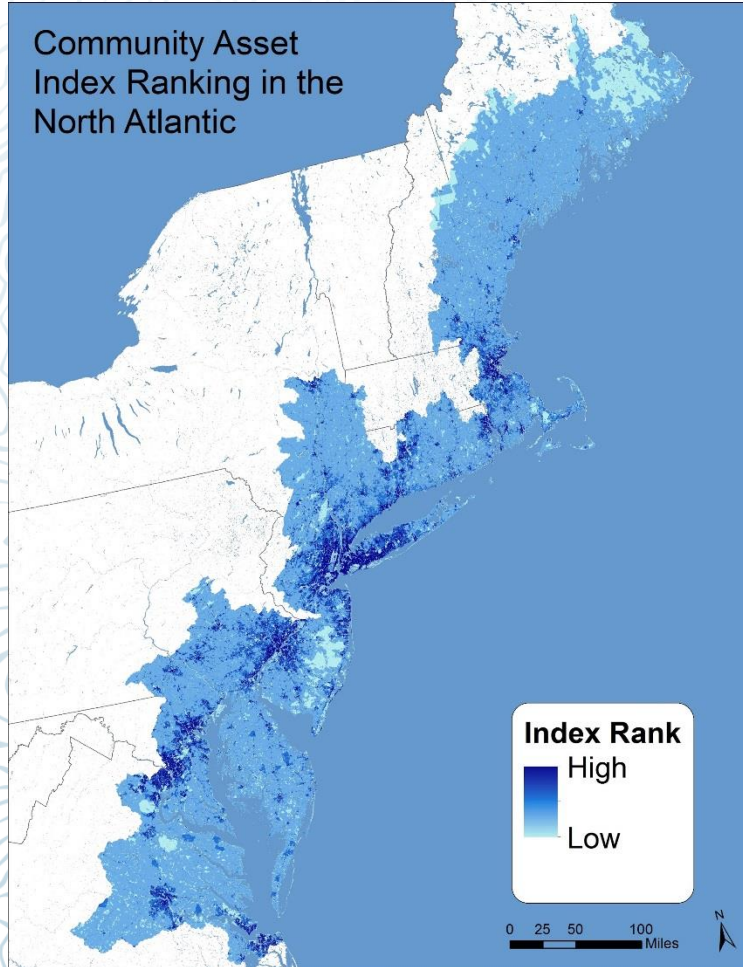 Community Asset
Index Ranking in the
North Atlantic
Index Rank
High
Low
N
0 25 50 100
Miles